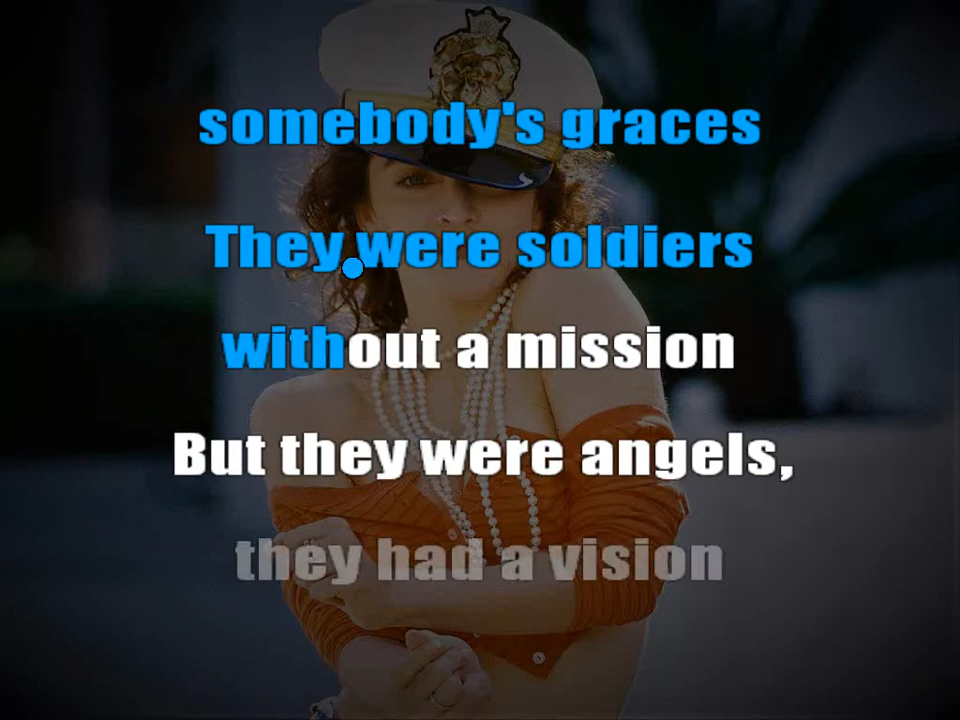 somebody's graces
They were soldiers
without a mission
But they were angels,
they had a vision